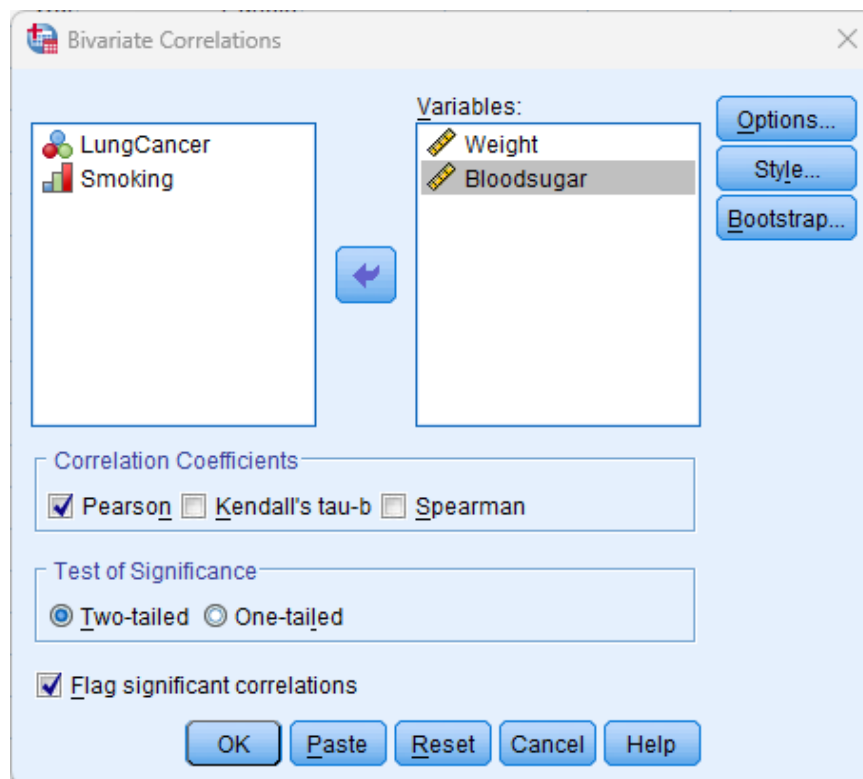 Bivariate Correlations
Variables:
LungCancer
Smoking
Weight
Bloodsugar
Options...
Style...
Bootstrap...
Correlation Coefficients
Pearson Kendall's tau-b Spearman
Test of Significance
Two-tailed One-tailed
Flag significant correlations
OK Paste Reset Cancel Help